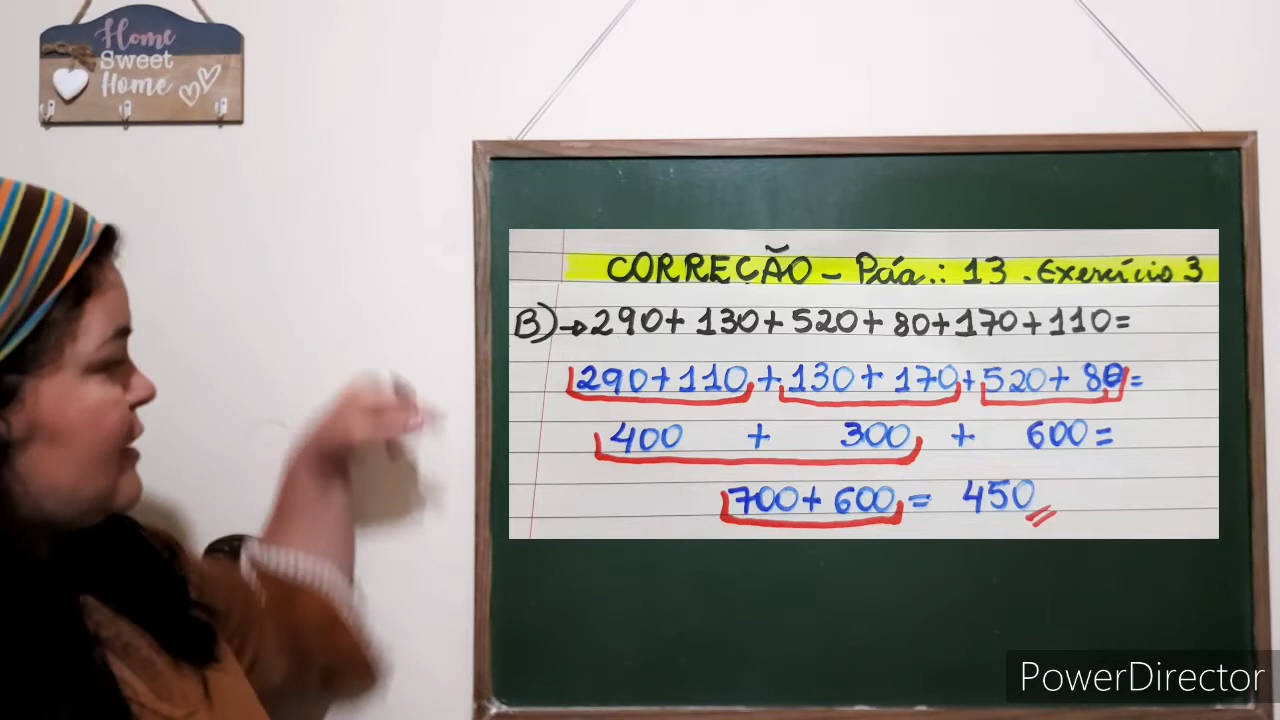 Home
Sweet
Home
CORREÇÃO - Páa.: 13 . Exercício 3
B) → 290+ 130+ 520+ 80+170+110=
290+110+130+170+520+80=
400 + 300 + 600=
700+600= 450
PowerDirector